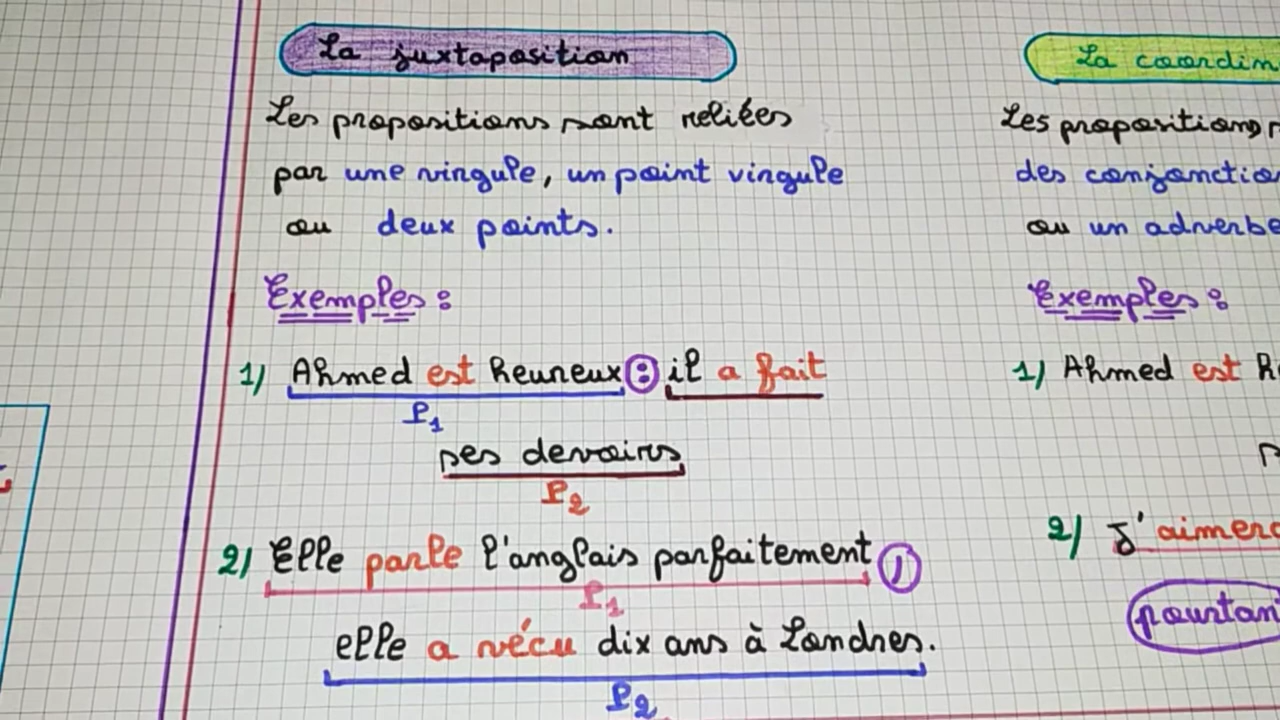 La juxtaposition
Les propositions sont reliées
par une virgule, un point virgule
ou deux points.
Exemples :
1) Ahmed est heureux : il a fait
P1
ses devoirs
P2
2) Elle parle l'anglais parfaitement ,
P1
elle a vécu dix ans à Londres.
P2
La coordin
Les propositions
des conjonctio
ou un adverbe
Exemples :
1) Ahmed est he
2) J'aimera
pourtan